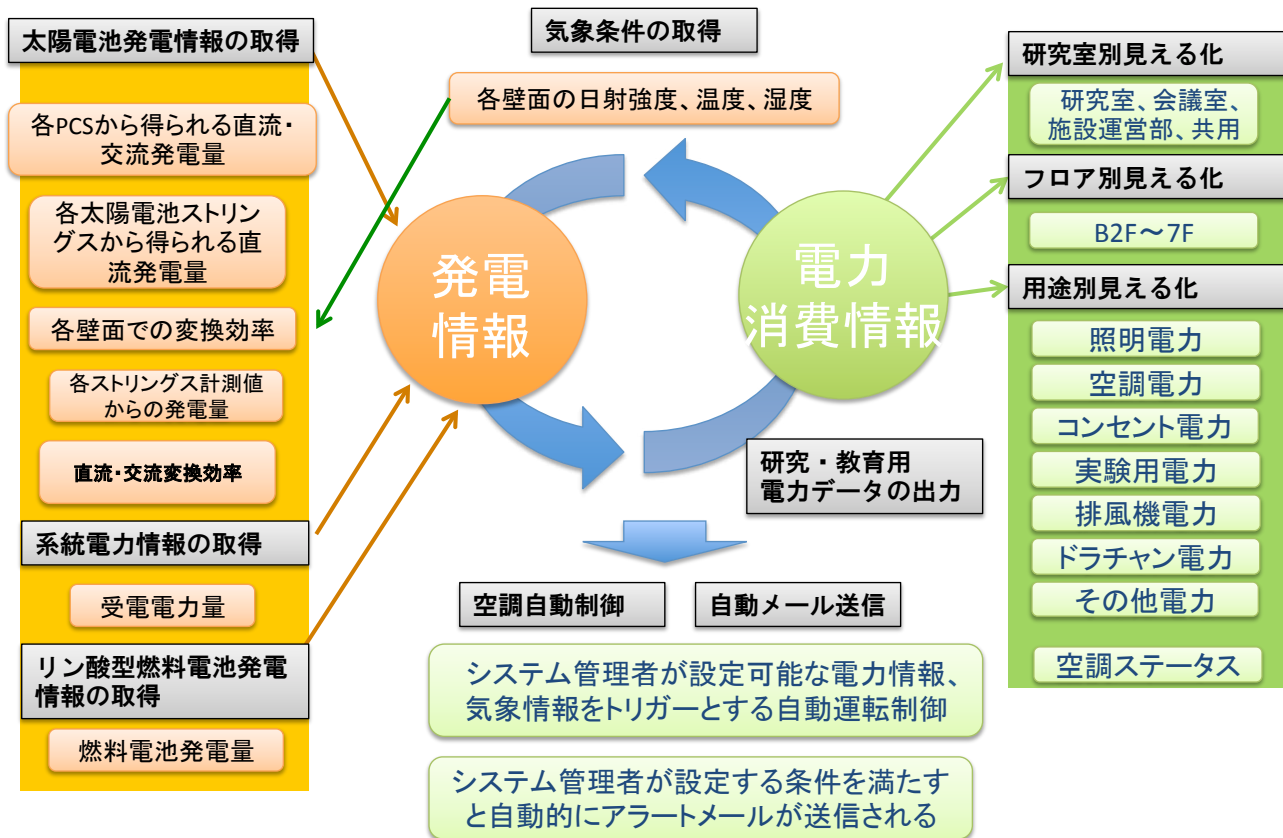 太陽電池発電情報の取得
各PCSから得られる直流・
交流発電量
各太陽電池ストリン
グスから得られる直
流発電量
各壁面での変換効率
各ストリングス計測値
からの発電量
直流・交流変換効率
系統電力情報の取得
受電電力量
リン酸型燃料電池発電
情報の取得
燃料電池発電量
気象条件の取得
各壁面の日射強度、温度、湿度
発電
情報
電力
消費情報
研究・教育用
電力データの出力
空調自動制御
自動メール送信
システム管理者が設定可能な電力情報、
気象情報をトリガーとする自動運転制御
システム管理者が設定する条件を満たす
と自動的にアラートメールが送信される
研究室別見える化
研究室、会議室、
施設運営部、共用
フロア別見える化
B2F～7F
用途別見える化
照明電力
空調電力
コンセント電力
実験用電力
排風機電力
ドラチャン電力
その他電力
空調ステータス